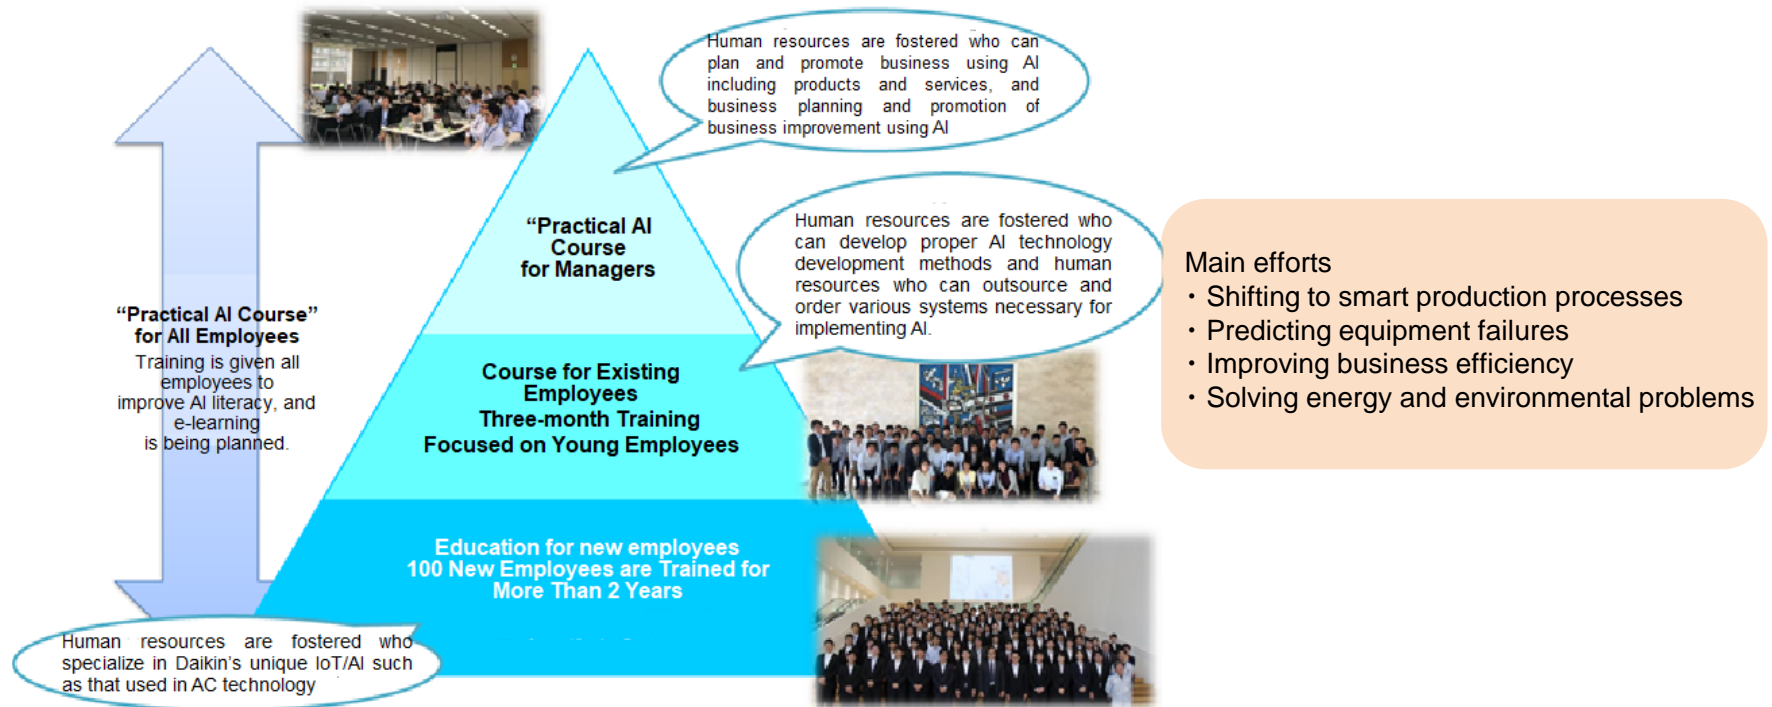 Human resources are fostered who can
plan and promote business using AI
including products and services, and
business planning and promotion of
business improvement using AI
“Practical AI
Course
for Managers
Human resources are fostered who
can develop proper AI technology
development methods and human
resources who can outsource and
order various systems necessary for
implementing AI.
“Practical AI Course”
for All Employees
Training is given all
employees to
improve AI literacy, and
e-learning
is being planned.
Course for Existing
Employees
Three-month Training
Focused on Young Employees
Education for new employees
100 New Employees are Trained for
More Than 2 Years
Human resources are fostered who
specialize in Daikin’s unique IoT/AI such
as that used in AC technology
Main efforts
・Shifting to smart production processes
・Predicting equipment failures
・Improving business efficiency
・Solving energy and environmental problems